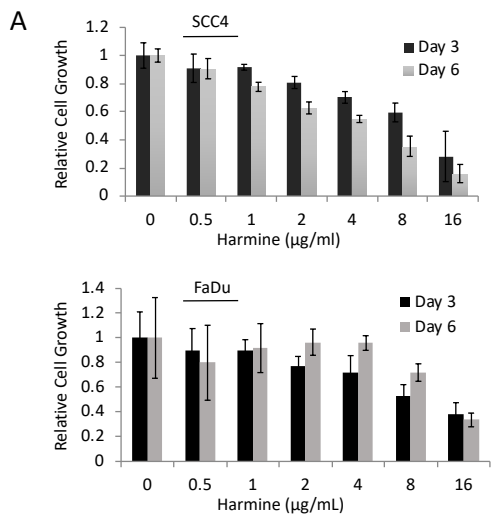 A
SCC4
1.2
1
0.8
0.6
0.4
0.2
0
Relative Cell Growth
Day 3
Day 6
0 0.5 1 2 4 8 16
Harmine (μg/ml)
FaDu
1.4
1.2
1
0.8
0.6
0.4
0.2
0
Relative Cell Growth
Day 3
Day 6
0 0.5 1 2 4 8 16
Harmine (μg/mL)